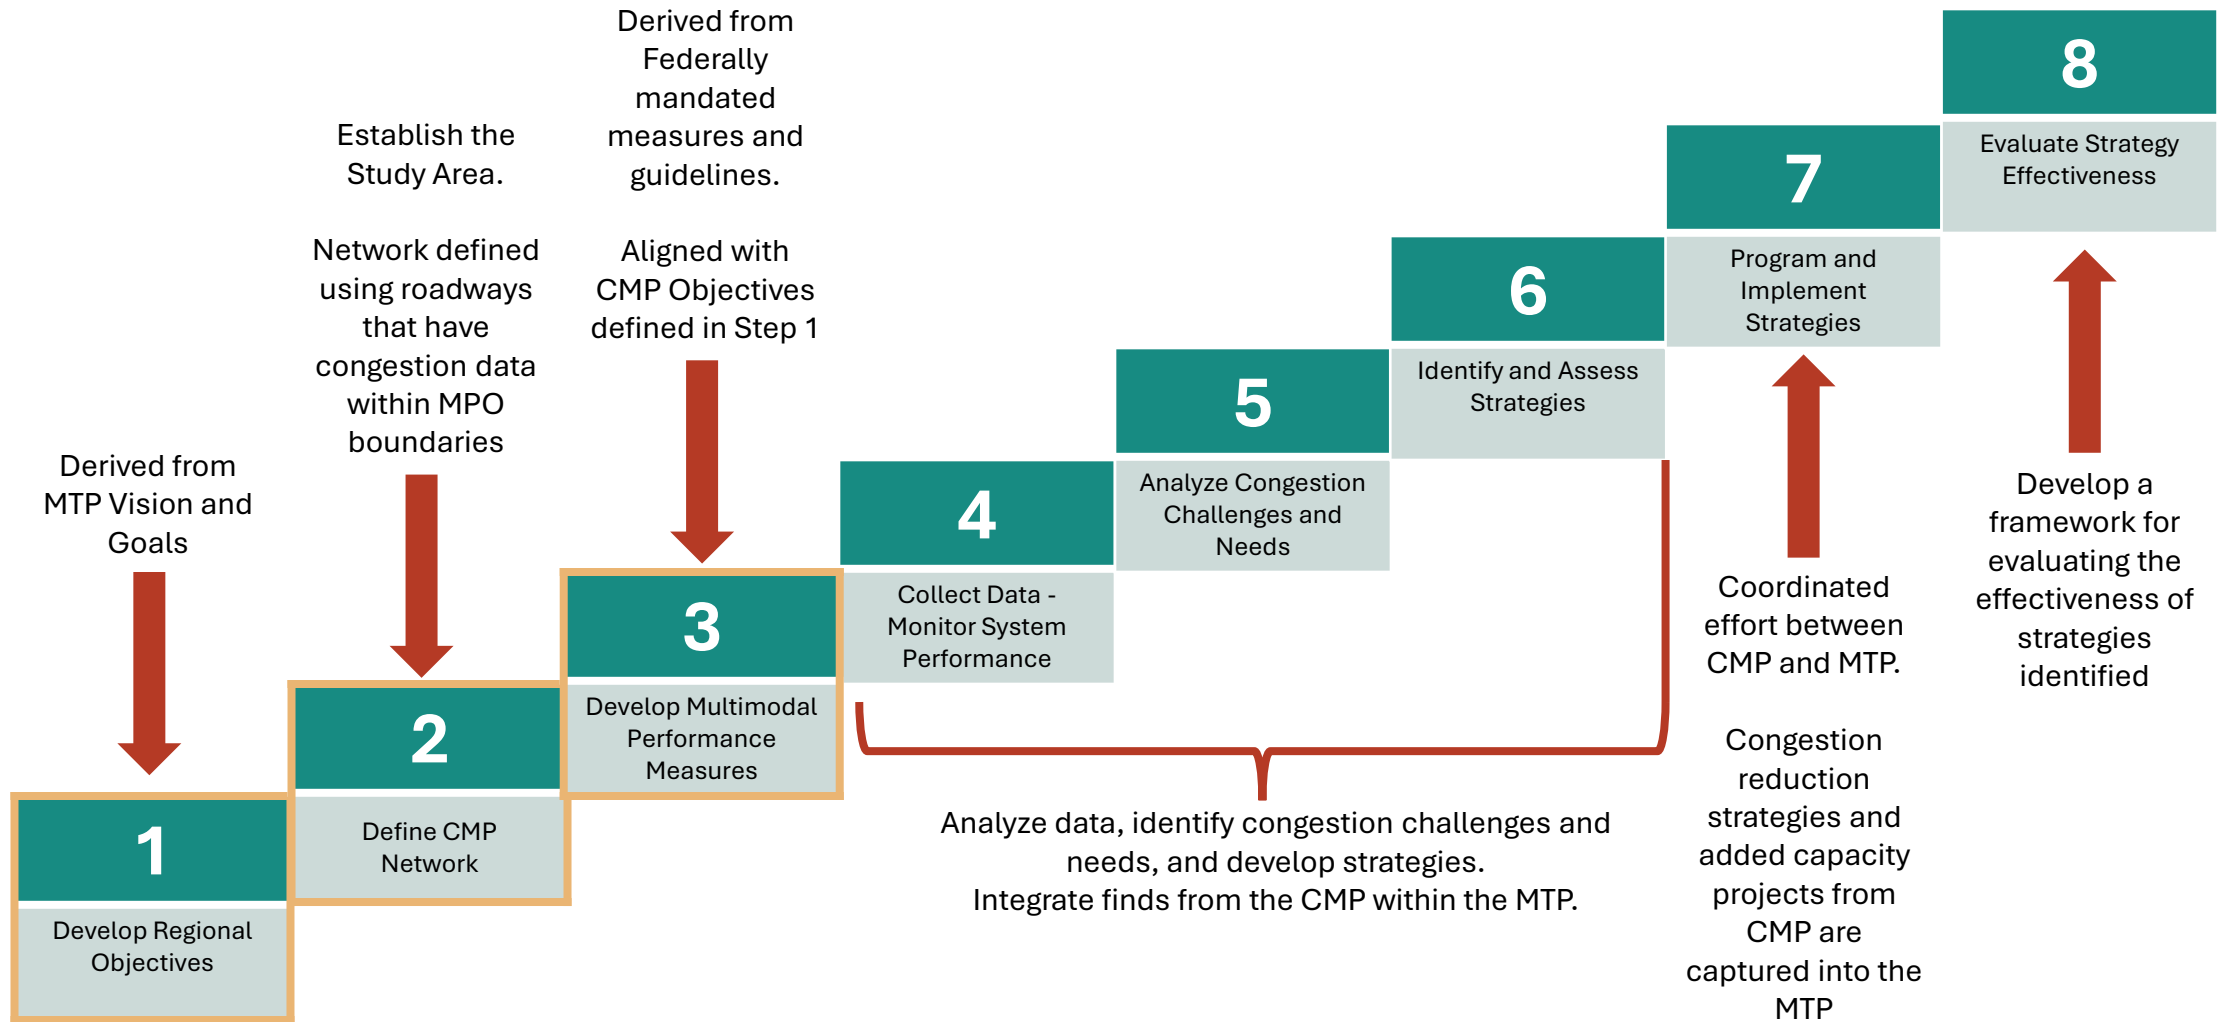 Derived from
MTP Vision and
Goals
1
Develop Regional
Objectives
Establish the
Study Area.
Network defined
using roadways
that have
congestion data
within MPO
boundaries
2
Define CMP
Network
Derived from
Federally
mandated
measures and
guidelines.
Aligned with
CMP Objectives
defined in Step 1
3
Develop Multimodal
Performance
Measures
4
Collect Data -
Monitor System
Performance
5
Analyze Congestion
Challenges and
Needs
6
Identify and Assess
Strategies
Analyze data, identify congestion challenges and
needs, and develop strategies.
Integrate finds from the CMP within the MTP.
7
Program and
Implement
Strategies
Coordinated
effort between
CMP and MTP.
Congestion
reduction
strategies and
added capacity
projects from
CMP are
captured into the
MTP
8
Evaluate Strategy
Effectiveness
Develop a
framework for
evaluating the
effectiveness of
strategies
identified